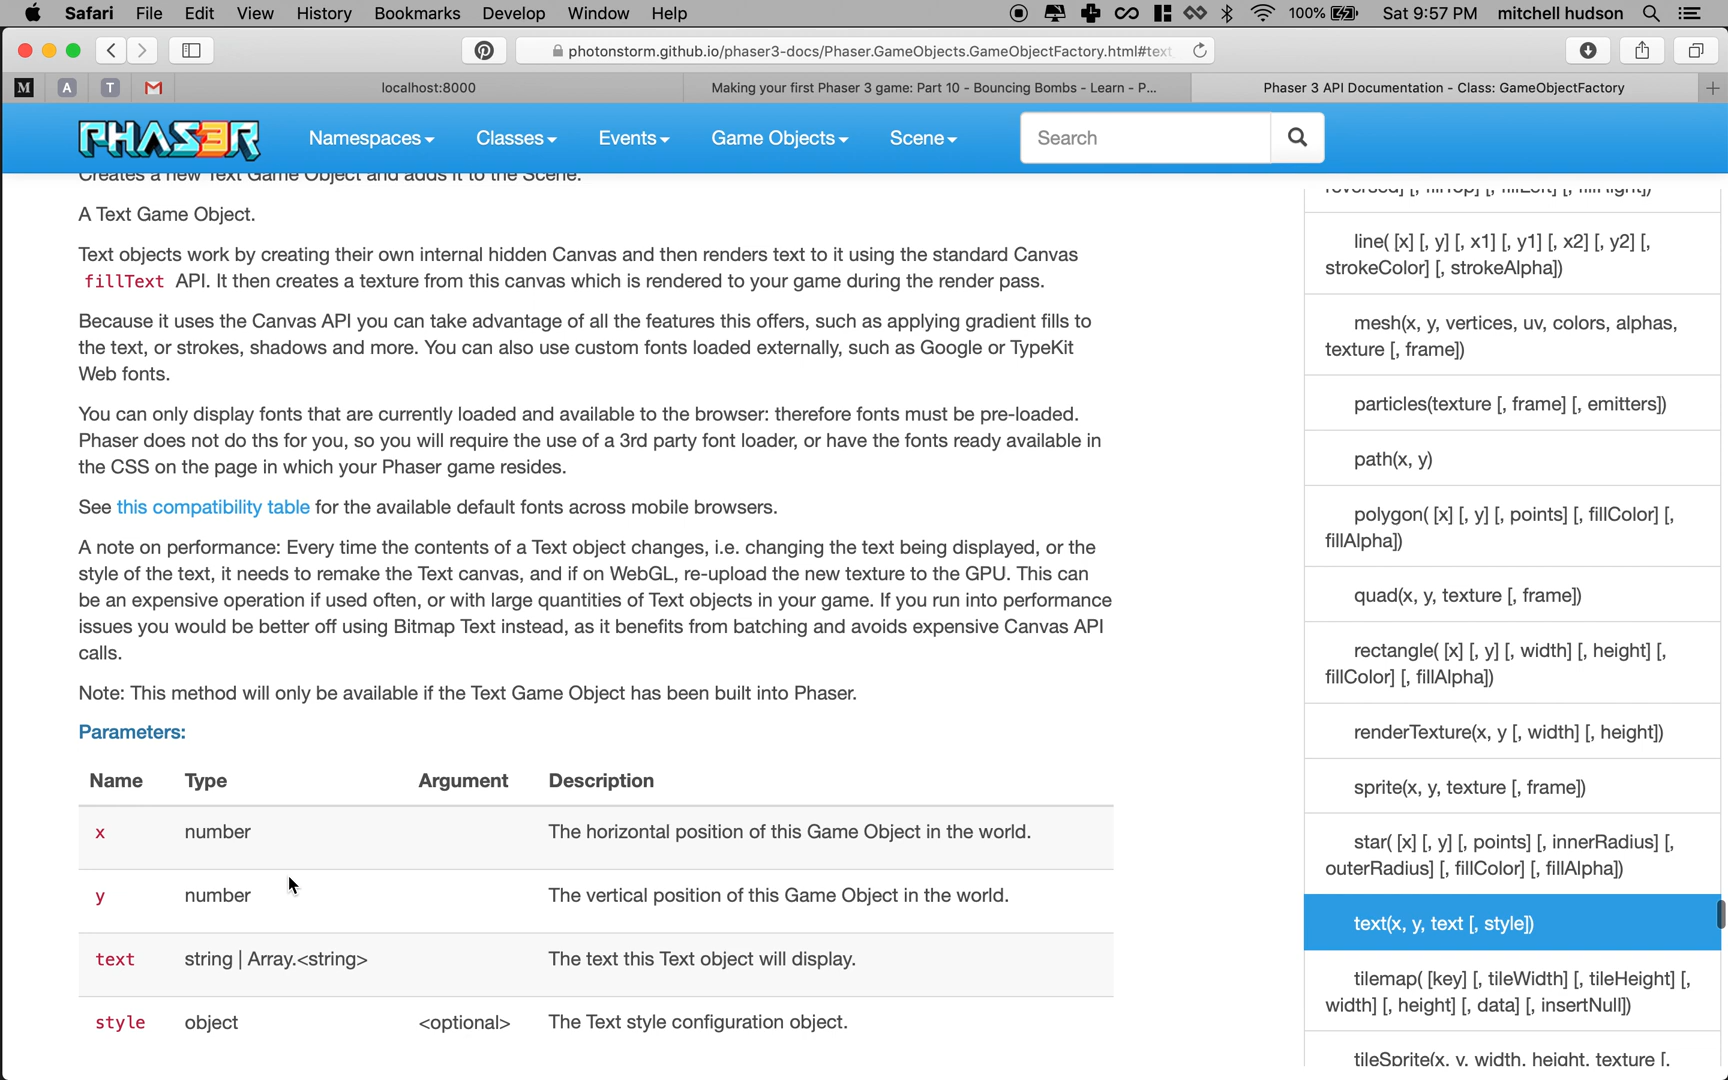 Safari File Edit View History Bookmarks Develop Window Help 100% Sat 9:57 PM mitchell hudson
photonstorm.github.io/phaser3-docs/Phaser.GameObjects.GameObjectFactory.html#text
M A T M localhost:8000 Making your first Phaser 3 game: Part 10 - Bouncing Bombs - Learn - P... Phaser 3 API Documentation - Class: GameObjectFactory
PHAS3R Namespaces Classes Events Game Objects Scene Search
Creates a new Text Game Object and adds it to the Scene.
A Text Game Object.
Text objects work by creating their own internal hidden Canvas and then renders text to it using the standard Canvas
fillText API. It then creates a texture from this canvas which is rendered to your game during the render pass.
Because it uses the Canvas API you can take advantage of all the features this offers, such as applying gradient fills to
the text, or strokes, shadows and more. You can also use custom fonts loaded externally, such as Google or TypeKit
Web fonts.
You can only display fonts that are currently loaded and available to the browser: therefore fonts must be pre-loaded.
Phaser does not do ths for you, so you will require the use of a 3rd party font loader, or have the fonts ready available in
the CSS on the page in which your Phaser game resides.
See this compatibility table for the available default fonts across mobile browsers.
A note on performance: Every time the contents of a Text object changes, i.e. changing the text being displayed, or the
style of the text, it needs to remake the Text canvas, and if on WebGL, re-upload the new texture to the GPU. This can
be an expensive operation if used often, or with large quantities of Text objects in your game. If you run into performance
issues you would be better off using Bitmap Text instead, as it benefits from batching and avoids expensive Canvas API
calls.
Note: This method will only be available if the Text Game Object has been built into Phaser.
Parameters:
Name Type Argument Description
x number The horizontal position of this Game Object in the world.
y number The vertical position of this Game Object in the world.
text string | Array.<string> The text this Text object will display.
style object <optional> The Text style configuration object.
reversed] [, fillTop] [, fillLeft] [, fillRight])
line( [x] [, y] [, x1] [, y1] [, x2] [, y2] [,
strokeColor] [, strokeAlpha])
mesh(x, y, vertices, uv, colors, alphas,
texture [, frame])
particles(texture [, frame] [, emitters])
path(x, y)
polygon( [x] [, y] [, points] [, fillColor] [,
fillAlpha])
quad(x, y, texture [, frame])
rectangle( [x] [, y] [, width] [, height] [,
fillColor] [, fillAlpha])
renderTexture(x, y [, width] [, height])
sprite(x, y, texture [, frame])
star( [x] [, y] [, points] [, innerRadius] [,
outerRadius] [, fillColor] [, fillAlpha])
text(x, y, text [, style])
tilemap( [key] [, tileWidth] [, tileHeight] [,
width] [, height] [, data] [, insertNull])
tileSprite(x, y, width, height, texture [,